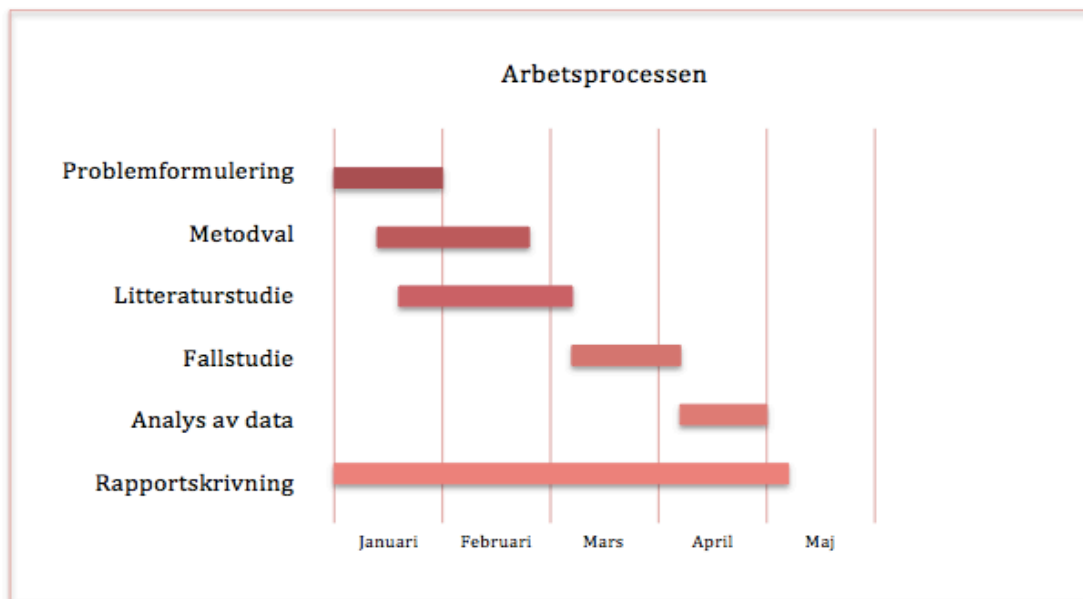 Arbetsprocessen
Problemformulering
Metodval
Litteraturstudie
Fallstudie
Analys av data
Rapportskrivning
Januari Februari Mars April Maj